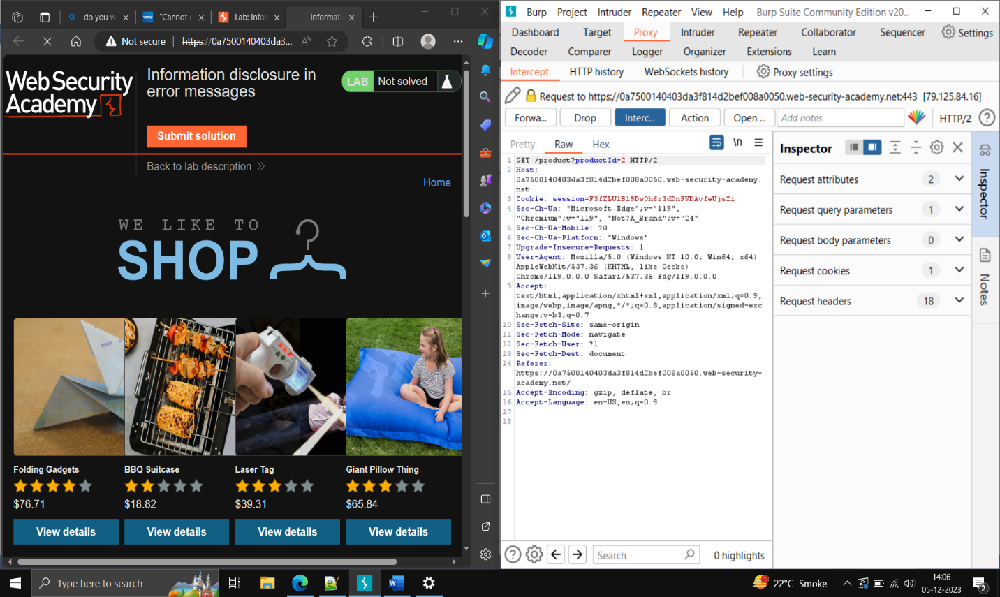 do you w
"Cannot c
Lab: Infor
Informati
Not secure
https://0a7500140403da3...
Web Security
Academy
Information disclosure in
error messages
LAB
Not solved
Submit solution
Back to lab description
Home
WE LIKE TO
SHOP
Folding Gadgets
BBQ Suitcase
Laser Tag
Giant Pillow Thing
$76.71
$18.82
$39.31
$65.84
View details
View details
View details
View details
Burp Project Intruder Repeater View Help Burp Suite Community Edition v20...
Dashboard Target Proxy Intruder Repeater Collaborator Sequencer Settings
Decoder Comparer Logger Organizer Extensions Learn
Intercept HTTP history WebSockets history Proxy settings
Request to https://0a7500140403da3f814d2bef008a0050.web-security-academy.net:443 [79.125.84.16]
Forwa... Drop Interc... Action Open ... Add notes HTTP/2
Pretty Raw Hex \n
1 GET /product?productId=2 HTTP/2
2 Host:
0a7500140403da3f814d2bef008a0050.web-security-academy.
net
3 Cookie: session=F3fZLU1B19Dw0h6r3dDnFVDAvfeUjs2i
4 Sec-Ch-Ua: "Microsoft Edge";v="119",
"Chromium";v="119", "Not?A_Brand";v="24"
5 Sec-Ch-Ua-Mobile: ?0
6 Sec-Ch-Ua-Platform: "Windows"
7 Upgrade-Insecure-Requests: 1
8 User-Agent: Mozilla/5.0 (Windows NT 10.0; Win64; x64)
AppleWebKit/537.36 (KHTML, like Gecko)
Chrome/119.0.0.0 Safari/537.36 Edg/119.0.0.0
9 Accept:
text/html,application/xhtml+xml,application/xml;q=0.9,
image/webp,image/apng,*/*;q=0.8,application/signed-exc
hange;v=b3;q=0.7
10 Sec-Fetch-Site: same-origin
11 Sec-Fetch-Mode: navigate
12 Sec-Fetch-User: ?1
13 Sec-Fetch-Dest: document
14 Referer:
https://0a7500140403da3f814d2bef008a0050.web-security-
academy.net/
15 Accept-Encoding: gzip, deflate, br
16 Accept-Language: en-US,en;q=0.9
17
18
Search
0 highlights
Inspector
Request attributes 2
Request query parameters 1
Request body parameters 0
Request cookies 1
Request headers 18
Inspector
Notes
Type here to search
1
22°C Smoke
14:06
05-12-2023
2